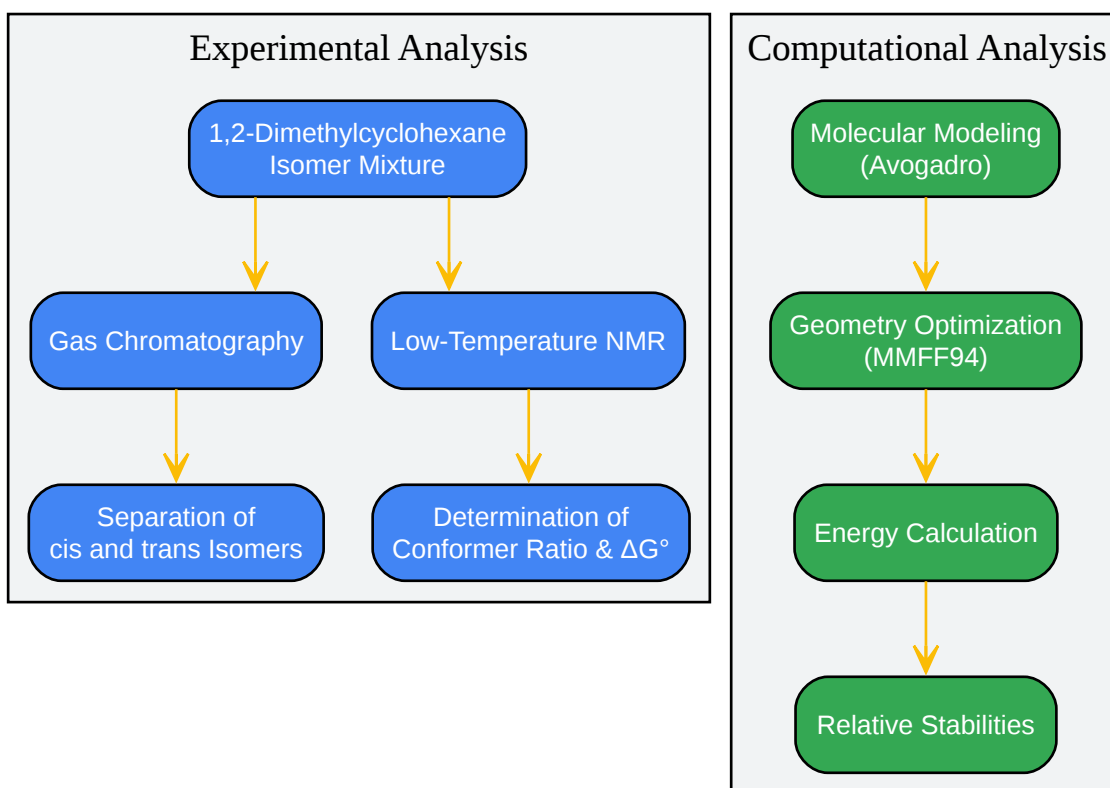 Experimental Analysis
1,2-Dimethylcyclohexane
Isomer Mixture
Gas Chromatography
Low-Temperature NMR
Separation of
cis and trans Isomers
Determination of
Conformer Ratio & ΔG°
Computational Analysis
Molecular Modeling
(Avogadro)
Geometry Optimization
(MMFF94)
Energy Calculation
Relative Stabilities